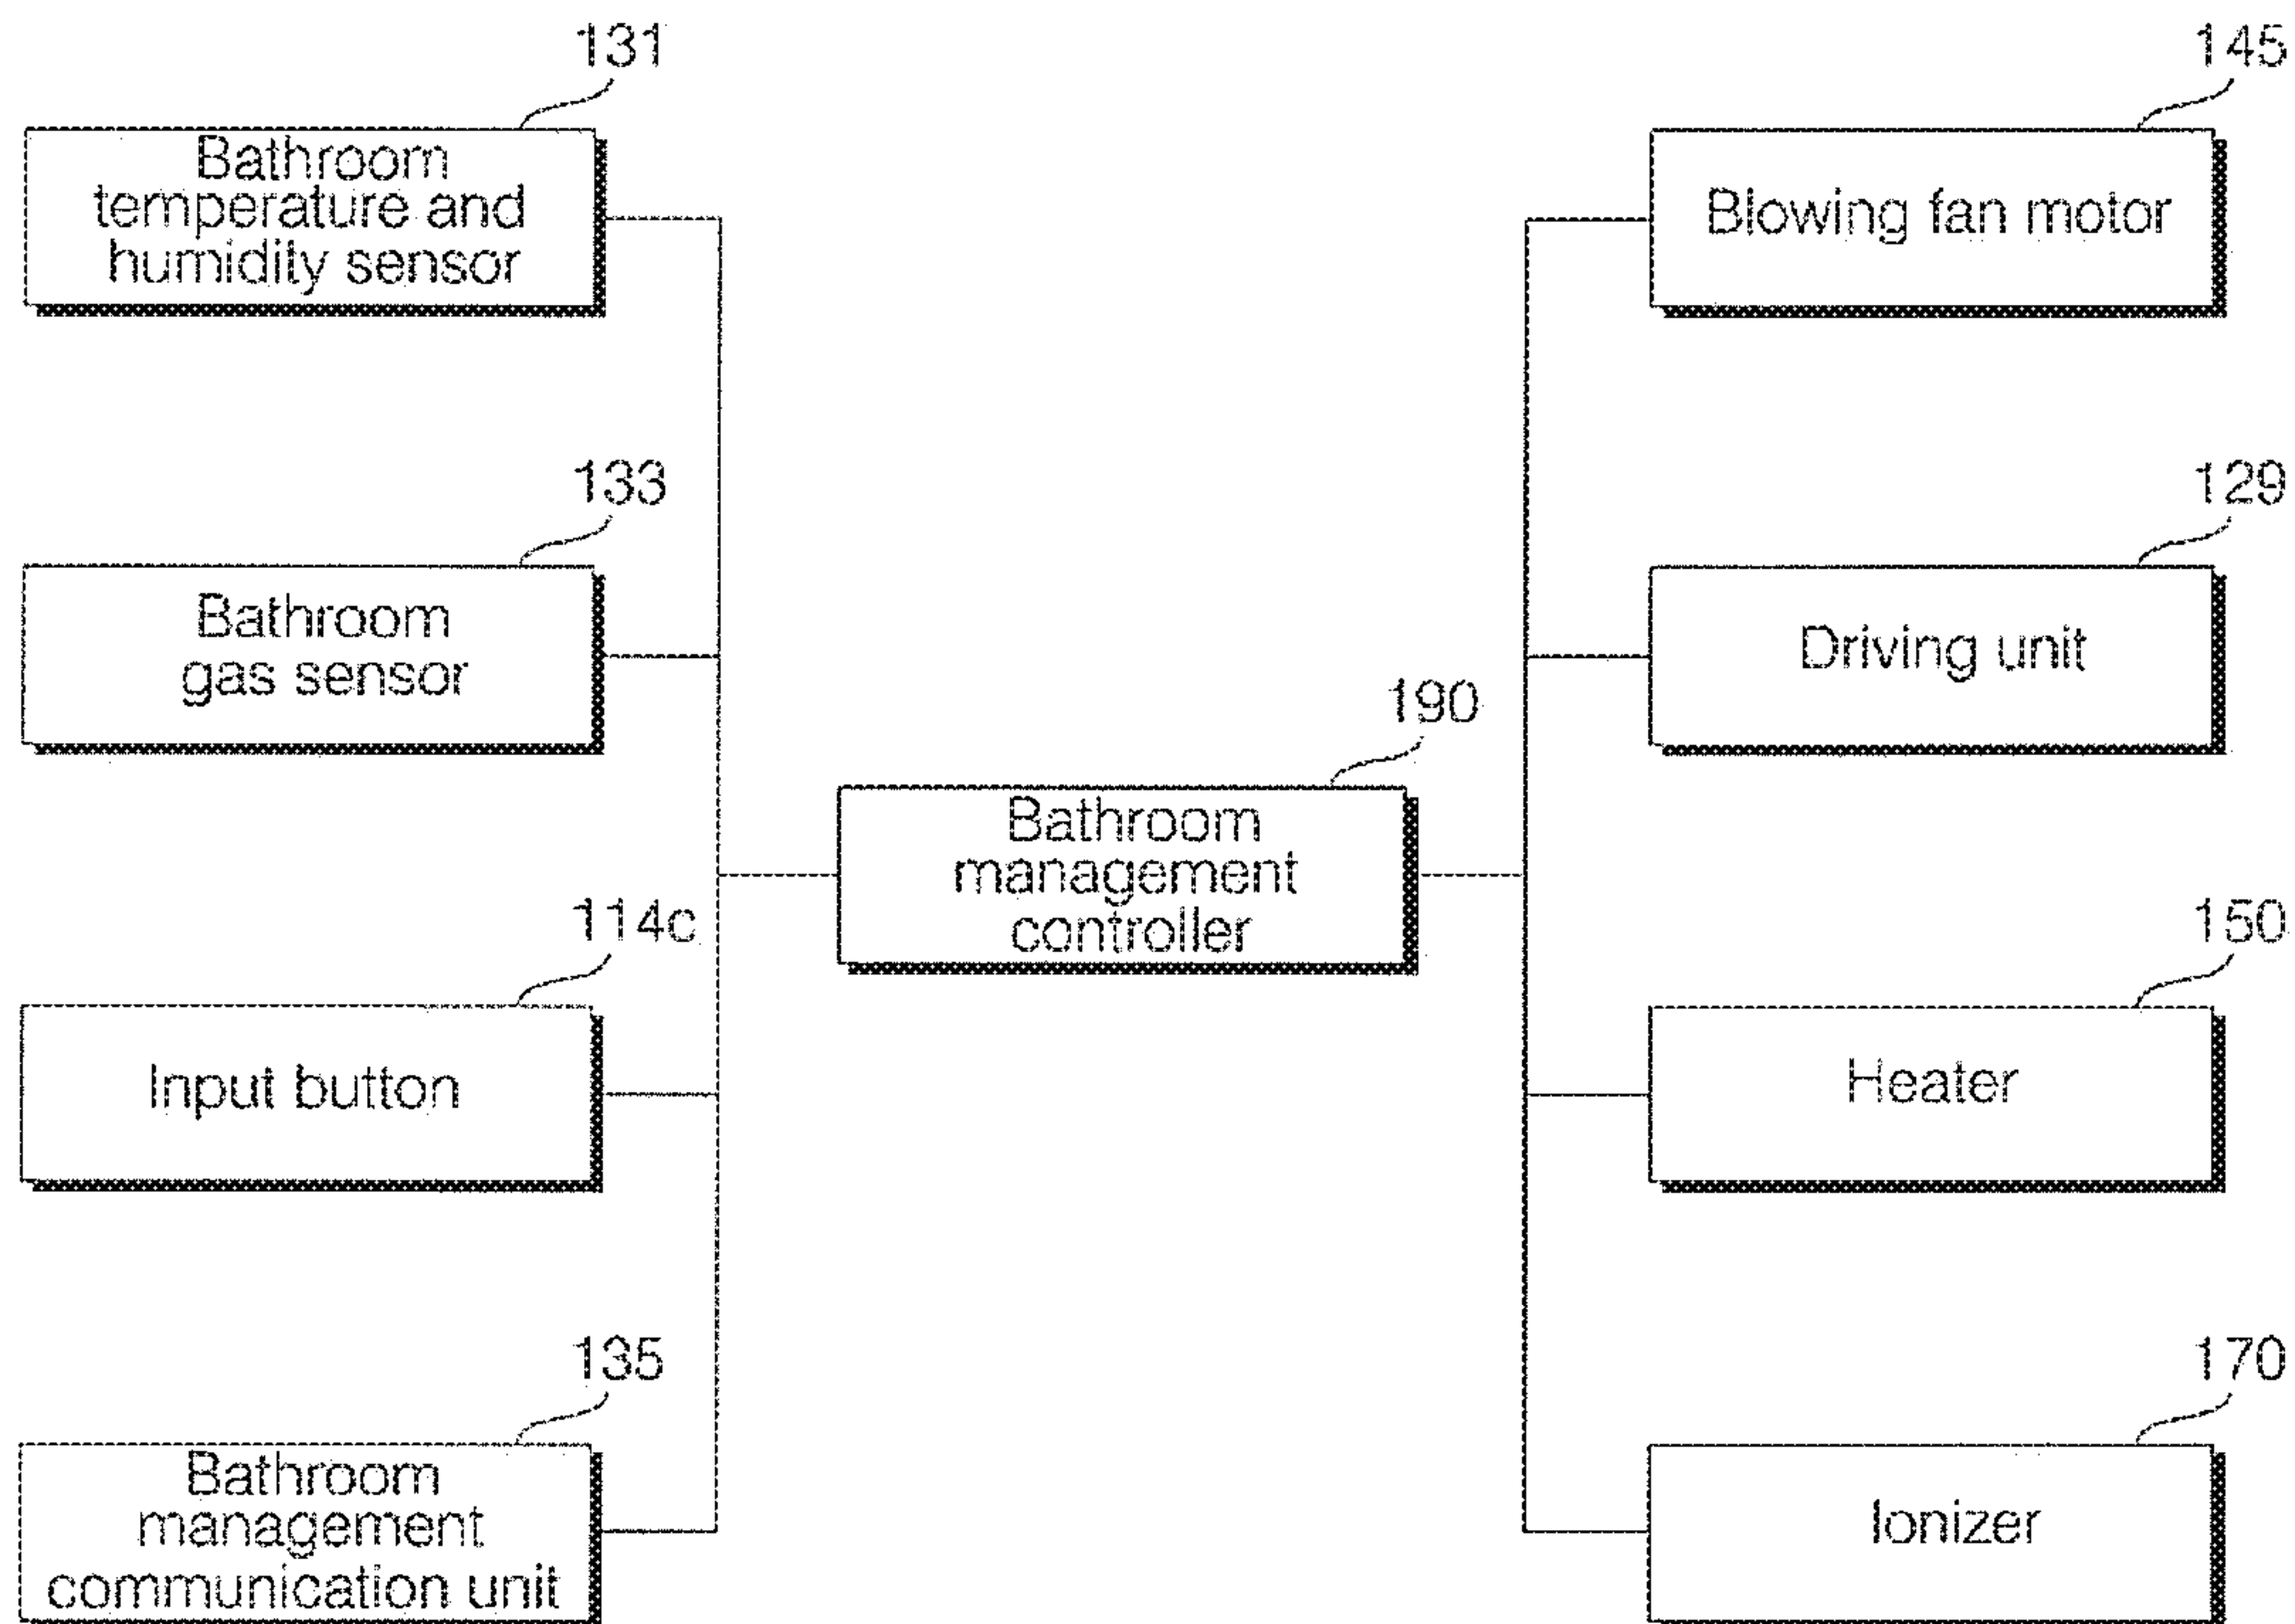 131
Bathroom
temperature and
humidity sensor
133
Bathroom
gas sensor
114c
Input button
135
Bathroom
management
communication unit
190
Bathroom
management
controller
145
Blowing fan motor
129
Driving unit
150
Heater
170
Ionizer